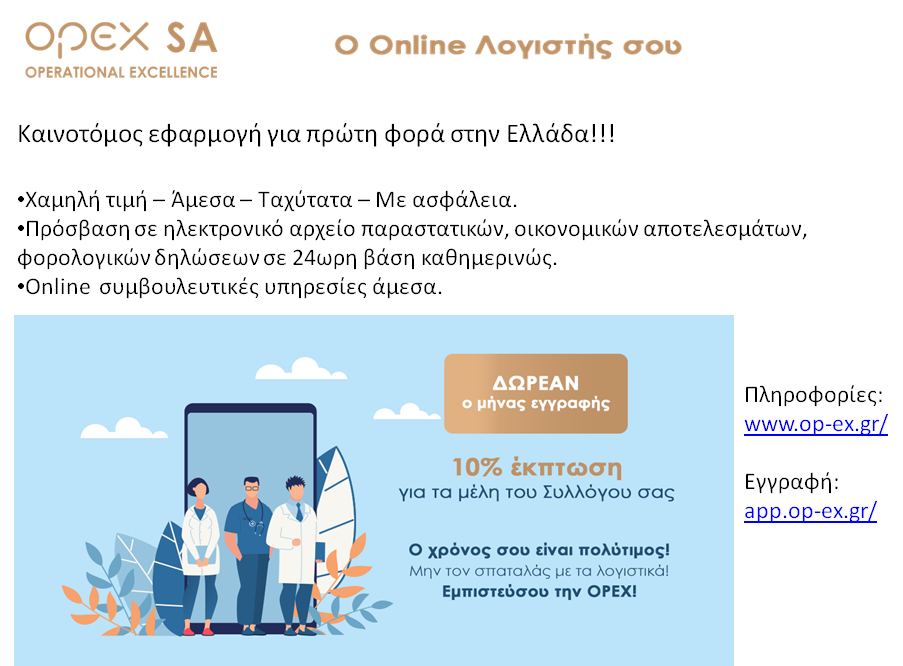 OPEX SA
OPERATIONAL EXCELLENCE
Ο Online Λογιστής σου
Καινοτόμος εφαρμογή για πρώτη φορά στην Ελλάδα!!!
•Χαμηλή τιμή – Άμεσα – Ταχύτατα – Με ασφάλεια.
•Πρόσβαση σε ηλεκτρονικό αρχείο παραστατικών, οικονομικών αποτελεσμάτων,
φορολογικών δηλώσεων σε 24ωρη βάση καθημερινώς.
•Online συμβουλευτικές υπηρεσίες άμεσα.
ΔΩΡΕΑΝ
ο μήνας εγγραφής
10% έκπτωση
για τα μέλη του Συλλόγου σας
Ο χρόνος σου είναι πολύτιμος!
Μην τον σπαταλάς με τα λογιστικά!
Εμπιστεύσου την OPEX!
Πληροφορίες:
www.op-ex.gr/
Εγγραφή:
app.op-ex.gr/